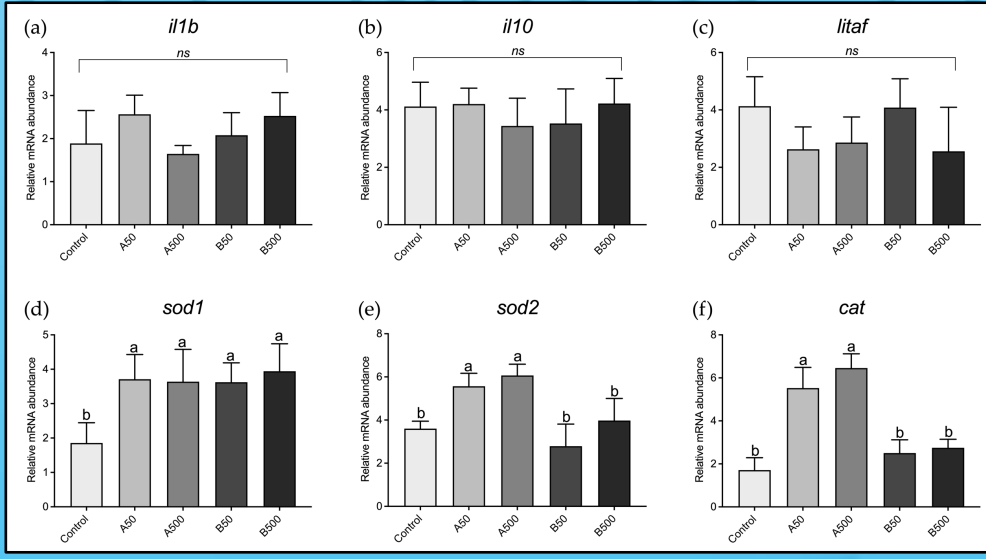 (a) il1b
ns
Relative mRNA abundance
4
3
2
1
0
Control A50 A500 B50 B500
(b) il10
ns
Relative mRNA abundance
6
4
2
0
Control A50 A500 B50 B500
(c) litaf
ns
Relative mRNA abundance
6
4
2
0
Control A50 A500 B50 B500
(d) sod1
Relative mRNA abundance
5
4
3
2
1
0
b a a a a
Control A50 A500 B50 B500
(e) sod2
Relative mRNA abundance
8
6
4
2
0
b a a b b
Control A50 A500 B50 B500
(f) cat
Relative mRNA abundance
8
6
4
2
0
b a a b b
Control A50 A500 B50 B500